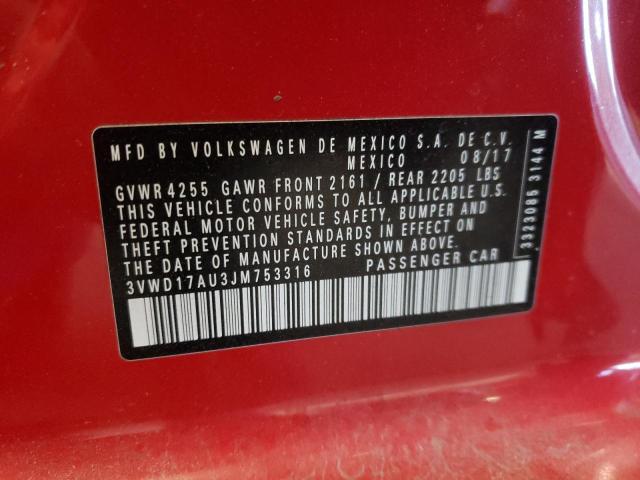 MFD BY VOLKSWAGEN DE MEXICO S.A. DE C.V.
MEXICO 08/17
GVWR 4255 GAWR FRONT 2161 / REAR 2205 LBS
THIS VEHICLE CONFORMS TO ALL APPLICABLE U.S.
FEDERAL MOTOR VEHICLE SAFETY, BUMPER AND
THEFT PREVENTION STANDARDS IN EFFECT ON
THE DATE OF MANUFACTURE SHOWN ABOVE.
3VWD17AU3JM753316 PASSENGER CAR
3323085 3144 M